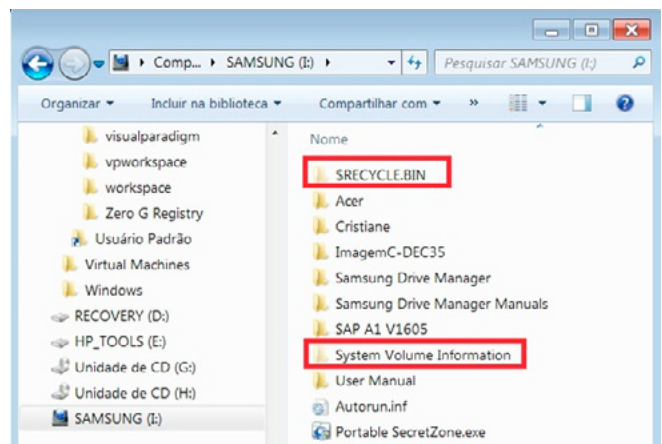 Comp... SAMSUNG (I:) Pesquisar SAMSUNG (I:)
Organizar Incluir na biblioteca Compartilhar com »
visualparadigm
vpworkspace
workspace
Zero G Registry
Usuário Padrão
Virtual Machines
Windows
RECOVERY (D:)
HP_TOOLS (E:)
Unidade de CD (G:)
Unidade de CD (H:)
SAMSUNG (I:)
Nome
$RECYCLE.BIN
Acer
Cristiane
ImagemC-DEC35
Samsung Drive Manager
Samsung Drive Manager Manuals
SAP A1 V1605
System Volume Information
User Manual
Autorun.inf
Portable SecretZone.exe